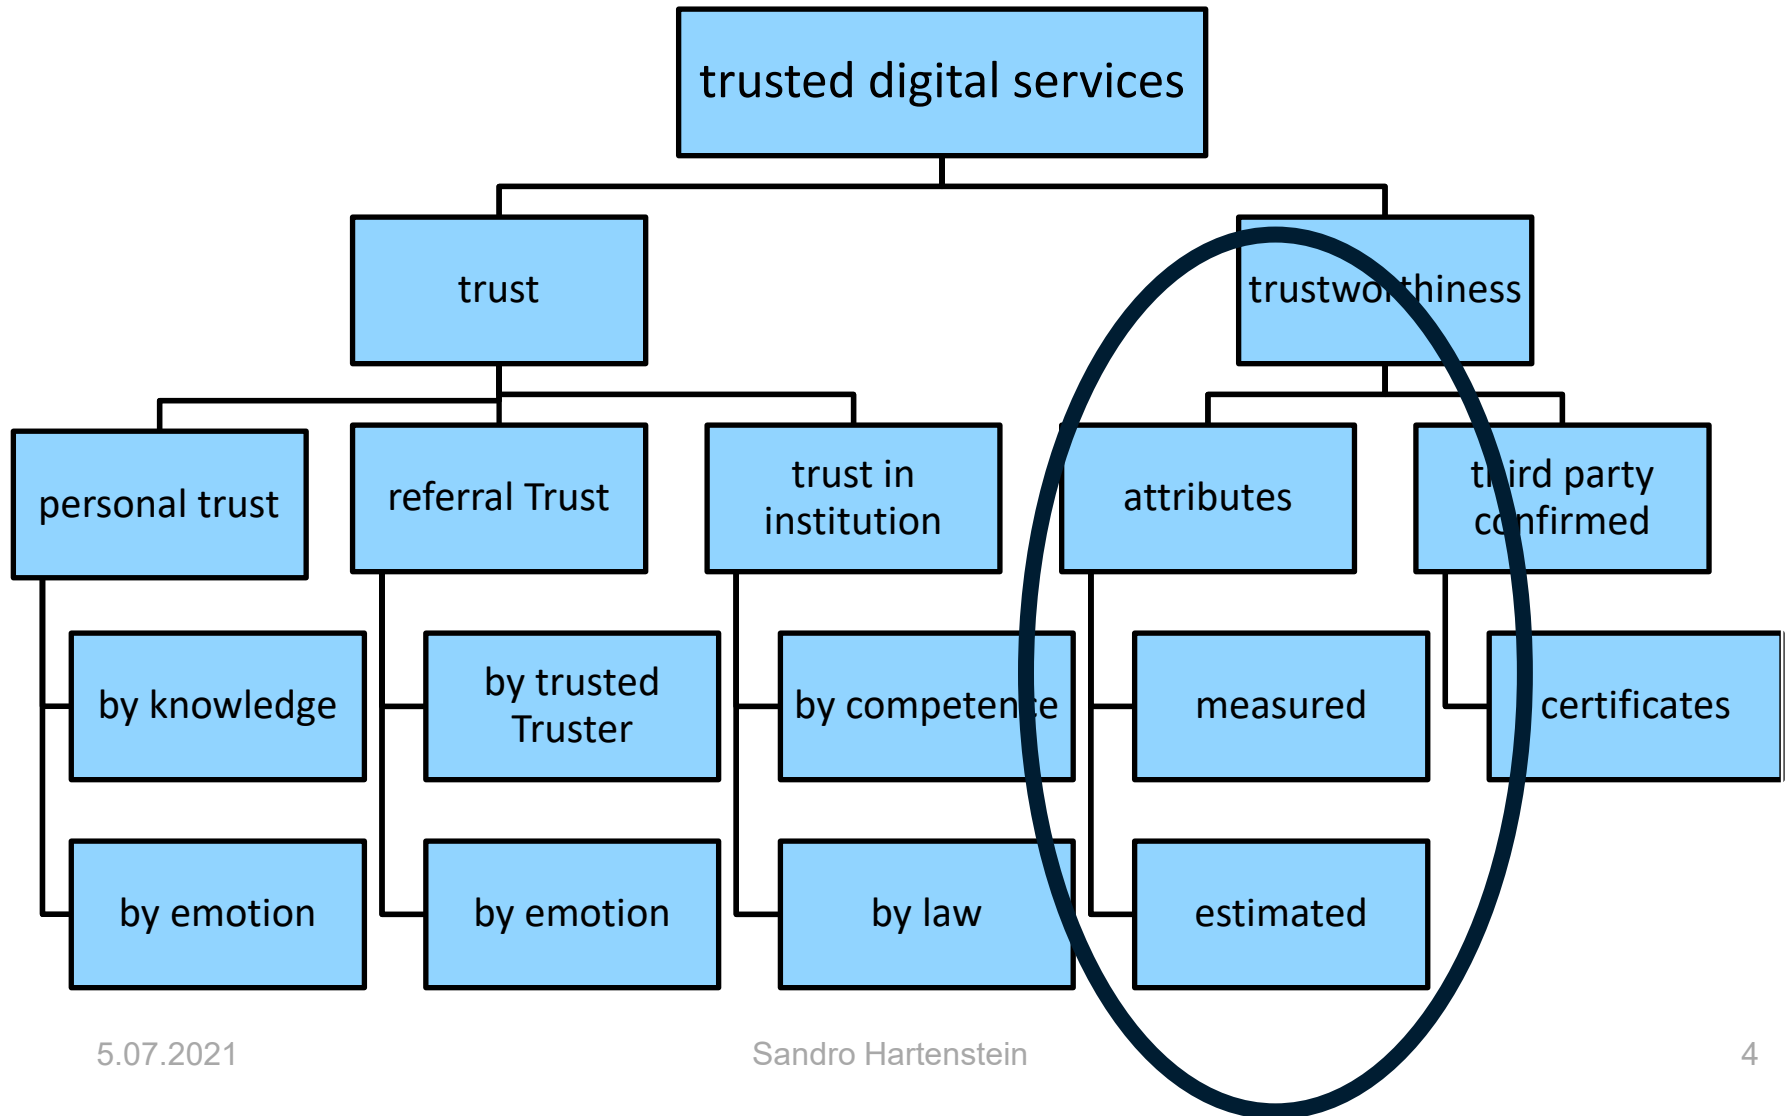 trusted digital services
trust
trustworthiness
personal trust
referral Trust
trust in
institution
attributes
third party
confirmed
by knowledge
by trusted
Truster
by competence
measured
certificates
by emotion
by emotion
by law
estimated
5.07.2021
Sandro Hartenstein
4